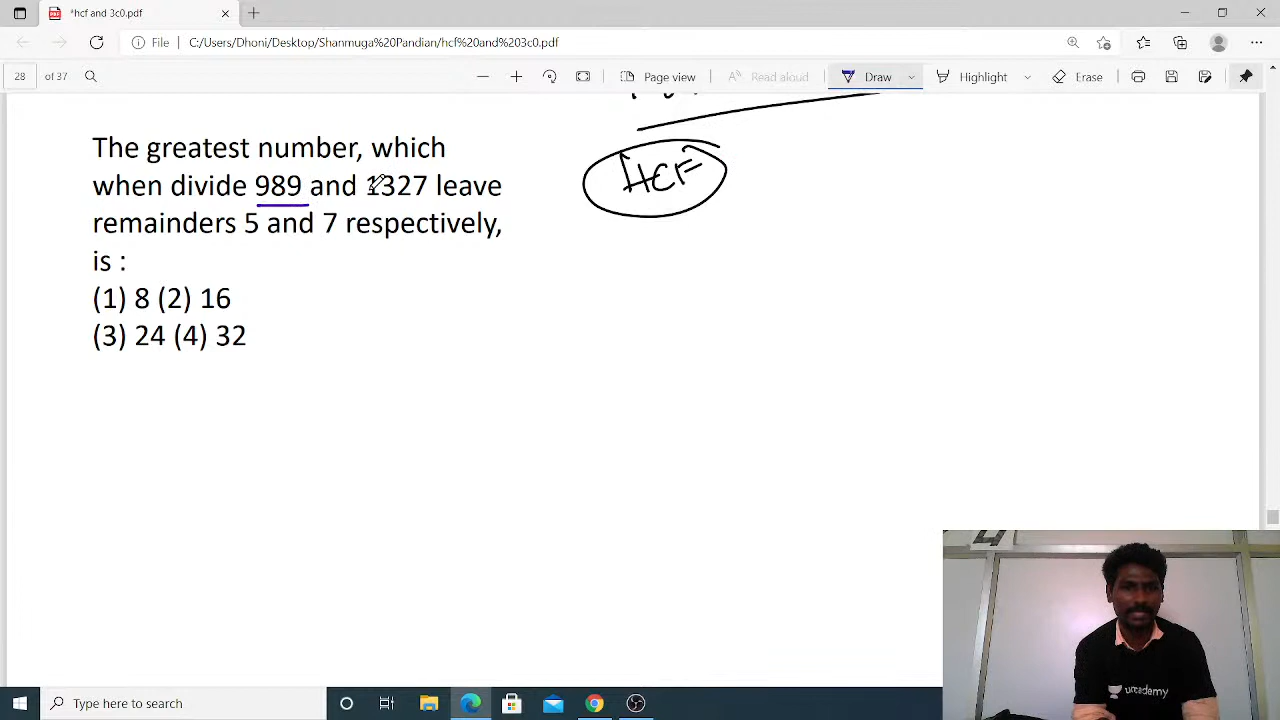 *hcf and 3c0.pdf
File C:/Users/Dhoni/Desktop/Shanmuga%20Pandian/hcf%20and%203c0.pdf
28 of 37
Page view
Read aloud
Draw
Highlight
Erase
The greatest number, which
when divide 989 and 1327 leave
remainders 5 and 7 respectively,
is :
(1) 8 (2) 16
(3) 24 (4) 32
HCF
4
unacademy
Type here to search